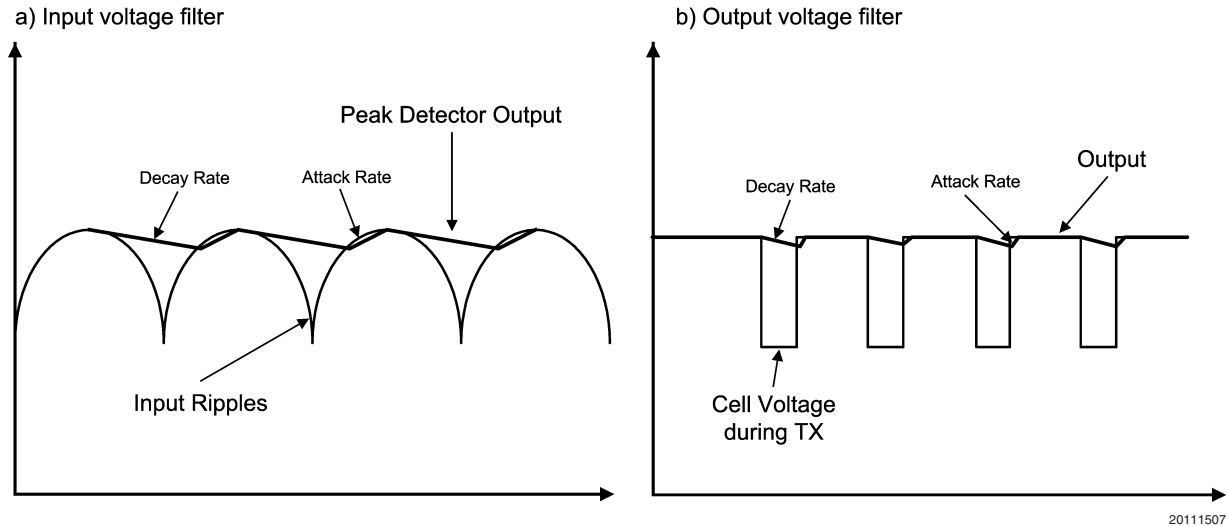 a) Input voltage filter
Peak Detector Output
Decay Rate
Attack Rate
Input Ripples
b) Output voltage filter
Output
Decay Rate
Attack Rate
Cell Voltage
during TX
20111507